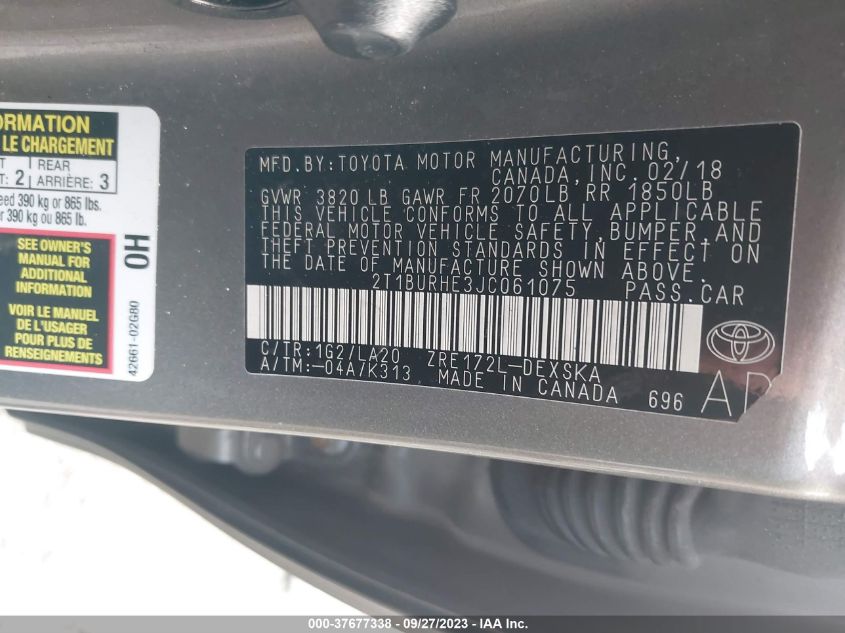 ORMATION
LE CHARGEMENT
REAR
: 2 ARRIÈRE: 3
eed 390 kg or 865 lbs.
r 390 kg ou 865 lb.
SEE OWNER'S
MANUAL FOR
ADDITIONAL
INFORMATION
VOIR LE MANUEL
DE L'USAGER
POUR PLUS DE
RENSEIGNEMENTS
0H
42661-02G80
MFD.BY:TOYOTA MOTOR MANUFACTURING,
CANADA,INC.02/18
GVWR 3820 LB GAWR FR 2070LB, RR 1850LB
THIS VEHICLE CONFORMS TO ALL APPLICABLE
FEDERAL MOTOR VEHICLE SAFETY,BUMPER,AND
THEFT PREVENTION STANDARDS IN EFFECT ON
THE DATE OF MANUFACTURE SHOWN ABOVE.
2T1BURHE3JC061075 PASS.CAR
C/TR:1G2/LA20 ZRE172L-DEXSKA
A/TM:-04A/K313 MADE IN CANADA 696
TOYOTA
000-37677338 - 09/27/2023 - IAA Inc.